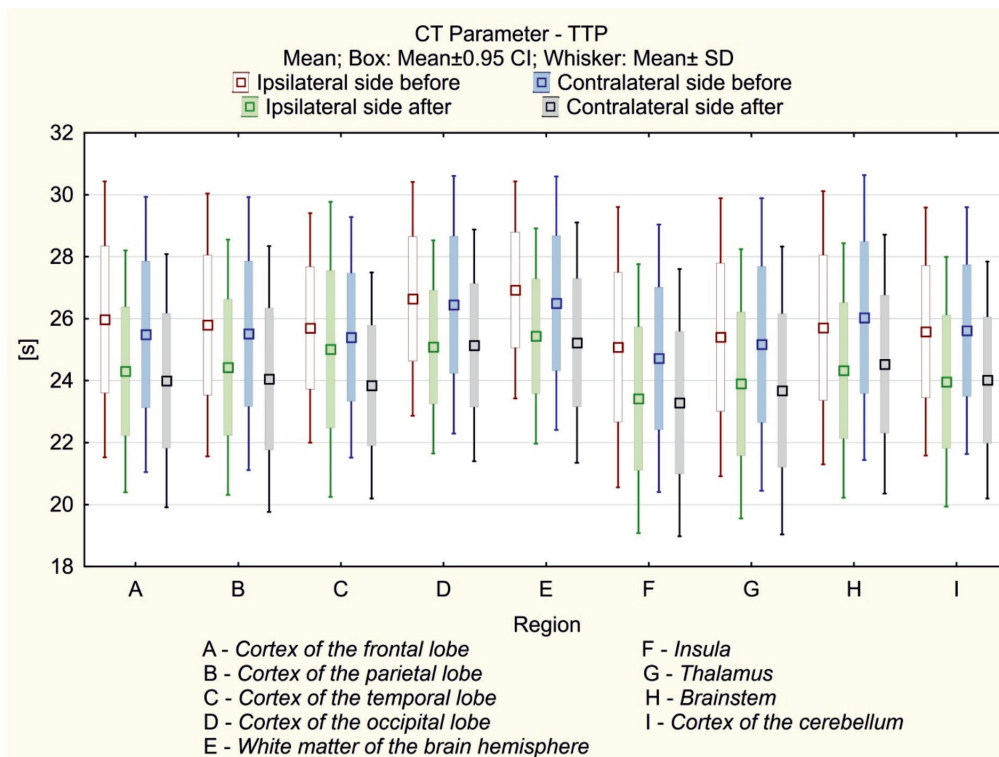 CT Parameter - TTP
Mean; Box: Mean±0.95 CI; Whisker: Mean± SD
Ipsilateral side before Contralateral side before
Ipsilateral side after Contralateral side after
32
30
28
26
24
22
20
18
[s]
A B C D E F G H I
Region
A - Cortex of the frontal lobe
B - Cortex of the parietal lobe
C - Cortex of the temporal lobe
D - Cortex of the occipital lobe
E - White matter of the brain hemisphere
F - Insula
G - Thalamus
H - Brainstem
I - Cortex of the cerebellum